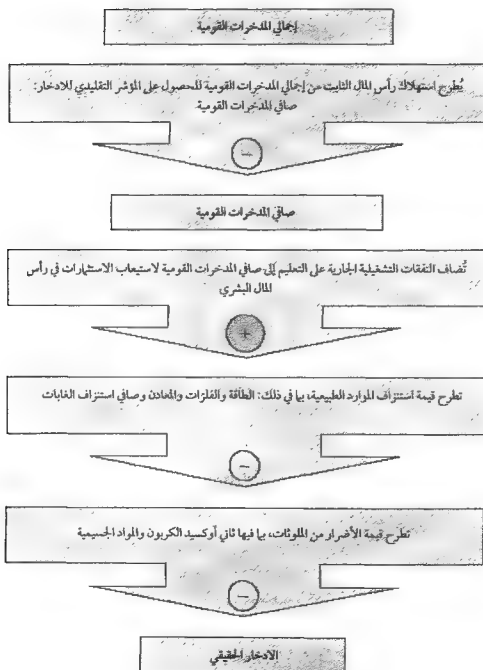 إجمالي المدخرات القومية
يُطرح استهلاك رأس المال الثابت من إجمالي المدخرات القومية للحصول على المؤشر التقليدي للادخار:
صافي المدخرات القومية
−
صافي المدخرات القومية
تُضاف النفقات التشغيلية الجارية على التعليم إلى صافي المدخرات القومية لاستيعاب الاستثمارات في رأس
المال البشري
+
تطرح قيمة استنزاف الموارد الطبيعية، بما في ذلك: الطاقة والفلزات والمعادن وصافي استنزاف الغابات
−
تطرح قيمة الأضرار من الملوثات، بما فيها ثاني أوكسيد الكربون والمواد الجسيمية
−
الادخار الحقيقي